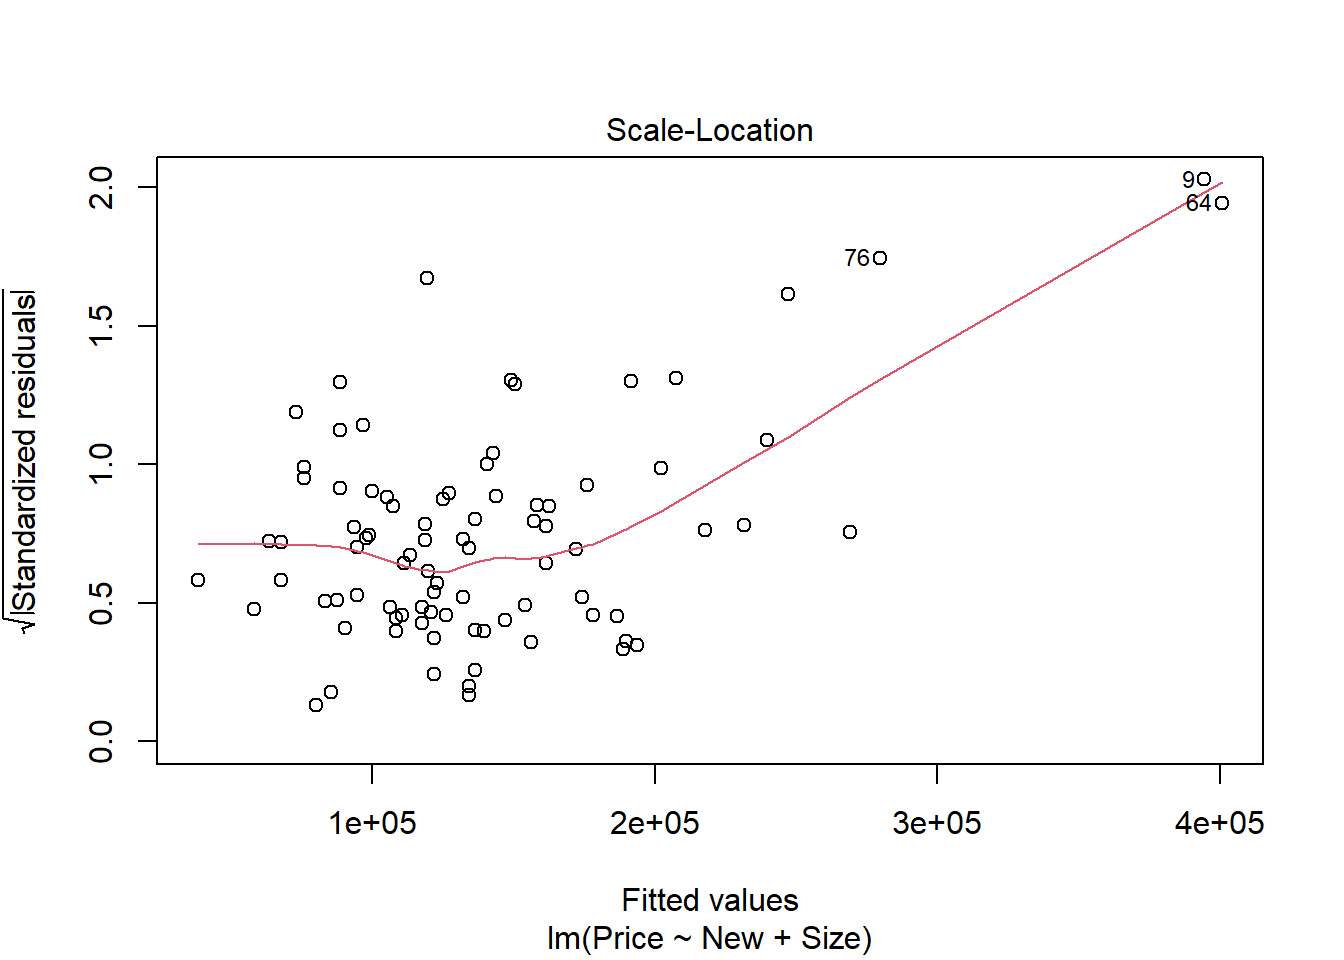 Scale-Location
√|Standardized residuals|
2.0
1.5
1.0
0.5
0.0
9
64
76
1e+05 2e+05 3e+05 4e+05
Fitted values
lm(Price ~ New + Size)